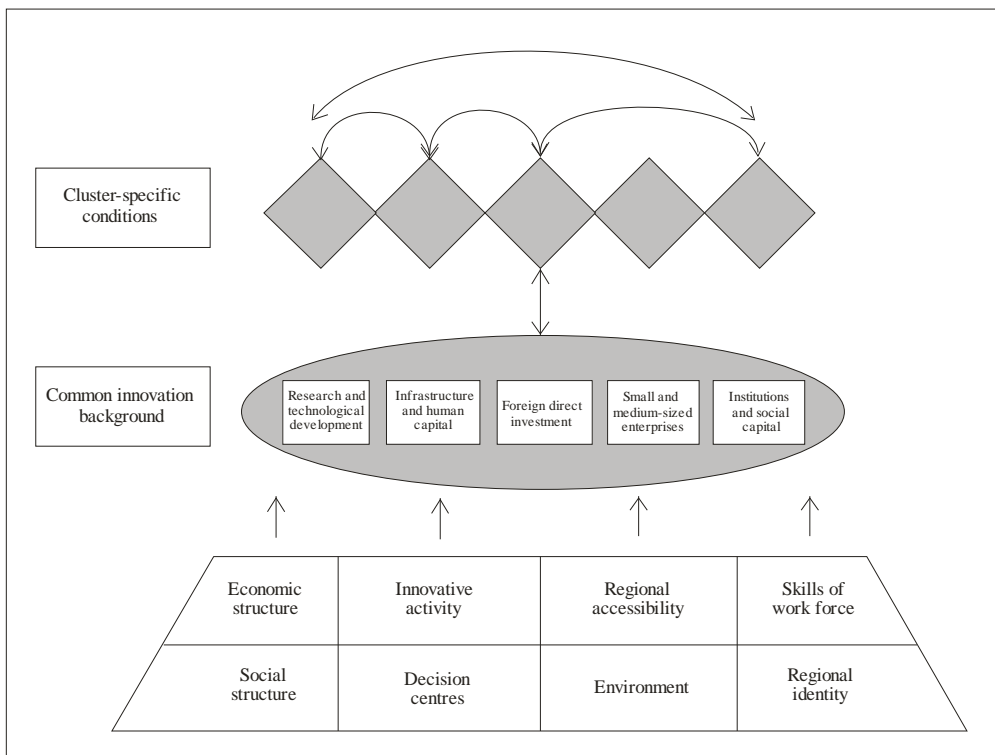 Cluster-specific
conditions
Common innovation
background
Research and
technological
development
Infrastructure
and human
capital
Foreign direct
investment
Small and
medium-sized
enterprises
Institutions
and social
capital
Economic
structure
Innovative
activity
Regional
accessibility
Skills of
work force
Social
structure
Decision
centres
Environment
Regional
identity